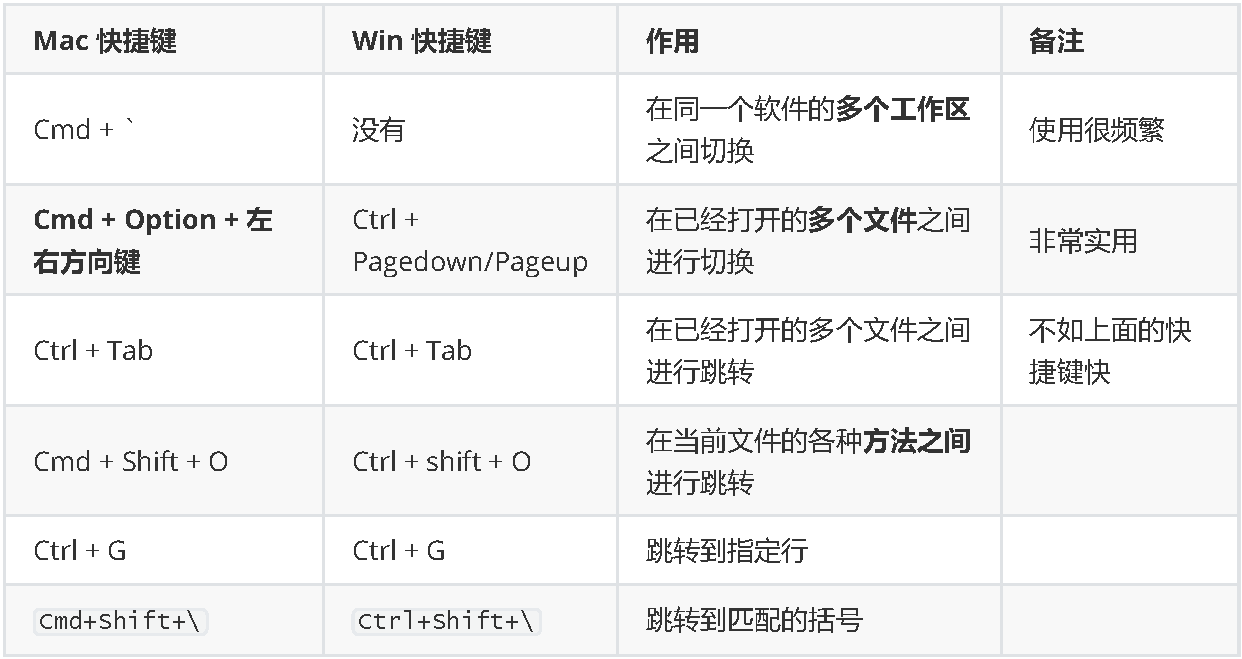 Mac 快捷键 Win 快捷键 作用 备注
Cmd + ` 没有 在同一个软件的多个工作区 使用很频繁
之间切换
Cmd + Option + 左 Ctrl + 在已经打开的多个文件之间 非常实用
右方向键 Pagedown/Pageup 进行切换
Ctrl + Tab Ctrl + Tab 在已经打开的多个文件之间 不如上面的快
进行跳转 捷键快
Cmd + Shift + O Ctrl + shift + O 在当前文件的各种方法之间
进行跳转
Ctrl + G Ctrl + G 跳转到指定行
Cmd+Shift+\ Ctrl+Shift+\ 跳转到匹配的括号